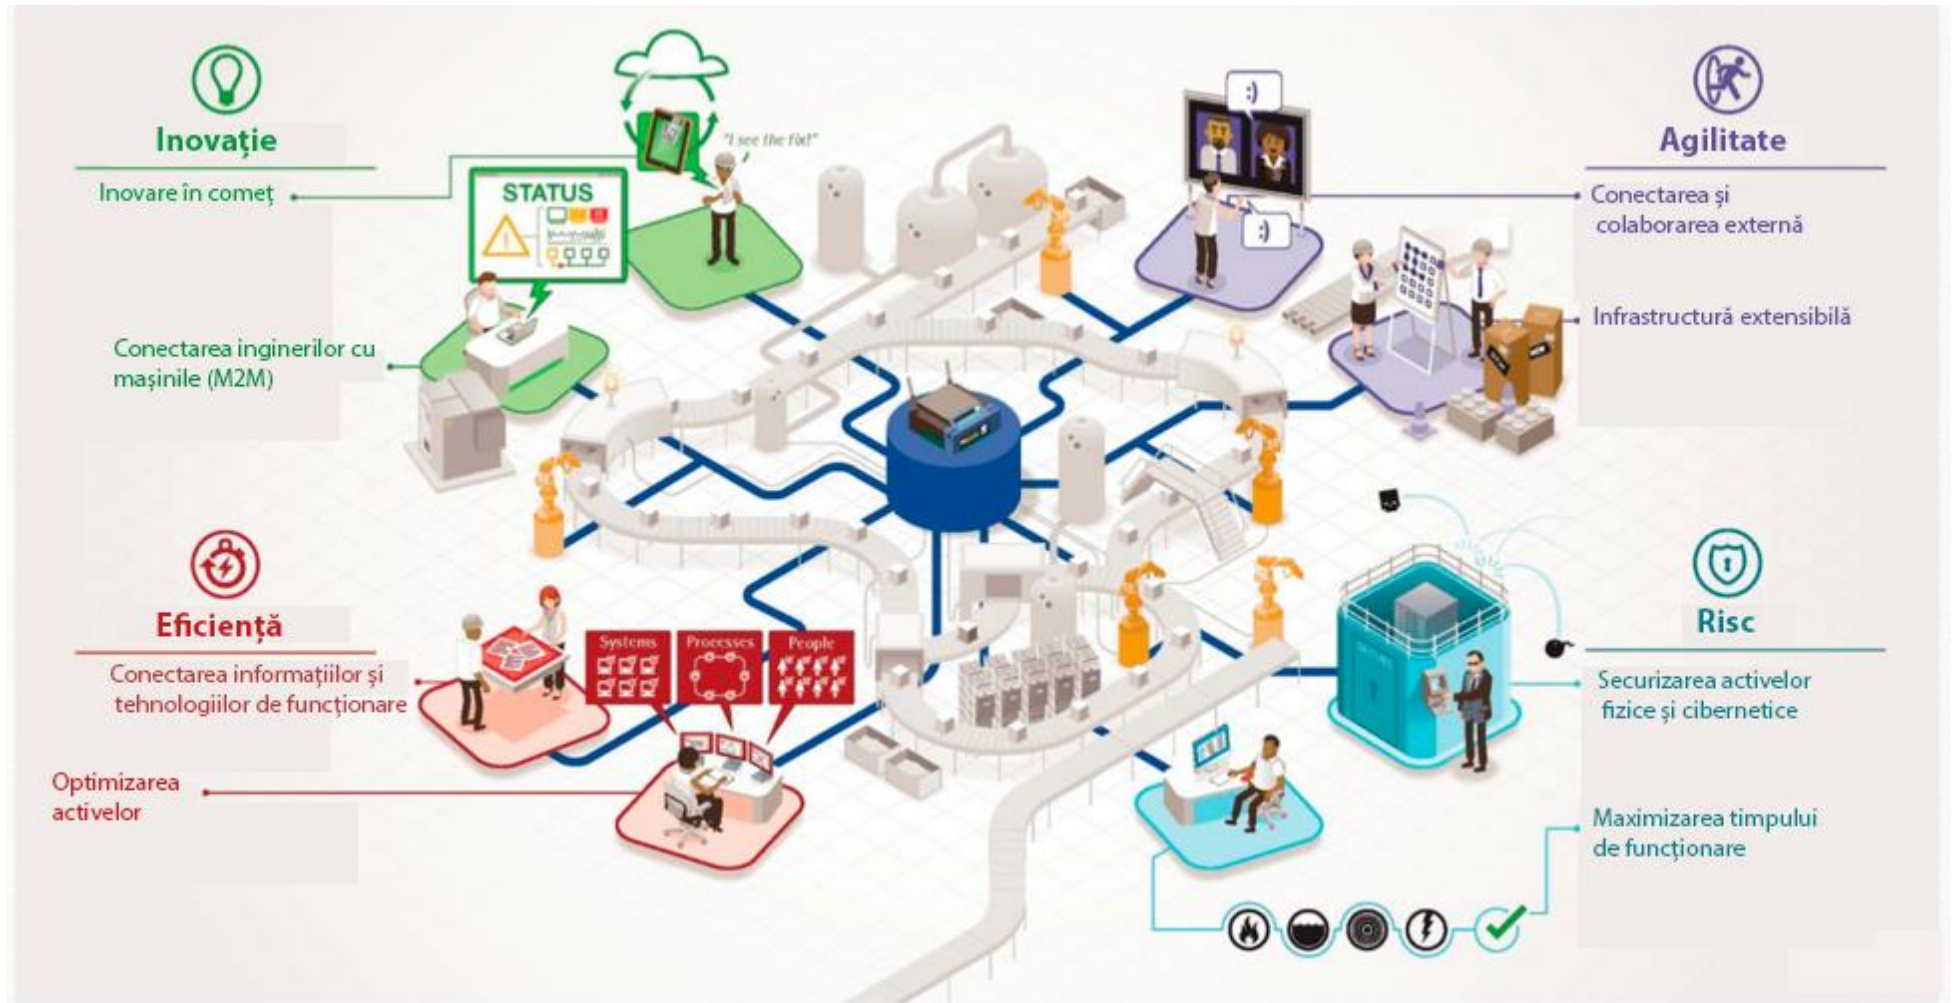 Inovație
Inovare în comeț
"I see the fix!"
STATUS
Conectarea inginerilor cu
mașinile (M2M)
:)
:)
Agilitate
Conectarea și
colaborarea externă
Infrastructură extensibilă
Eficiență
Conectarea informațiilor și
tehnologiilor de funcționare
Optimizarea
activelor
Systems
Processes
People
Risc
Securizarea activelor
fizice și cibernetice
Maximizarea timpului
de funcționare